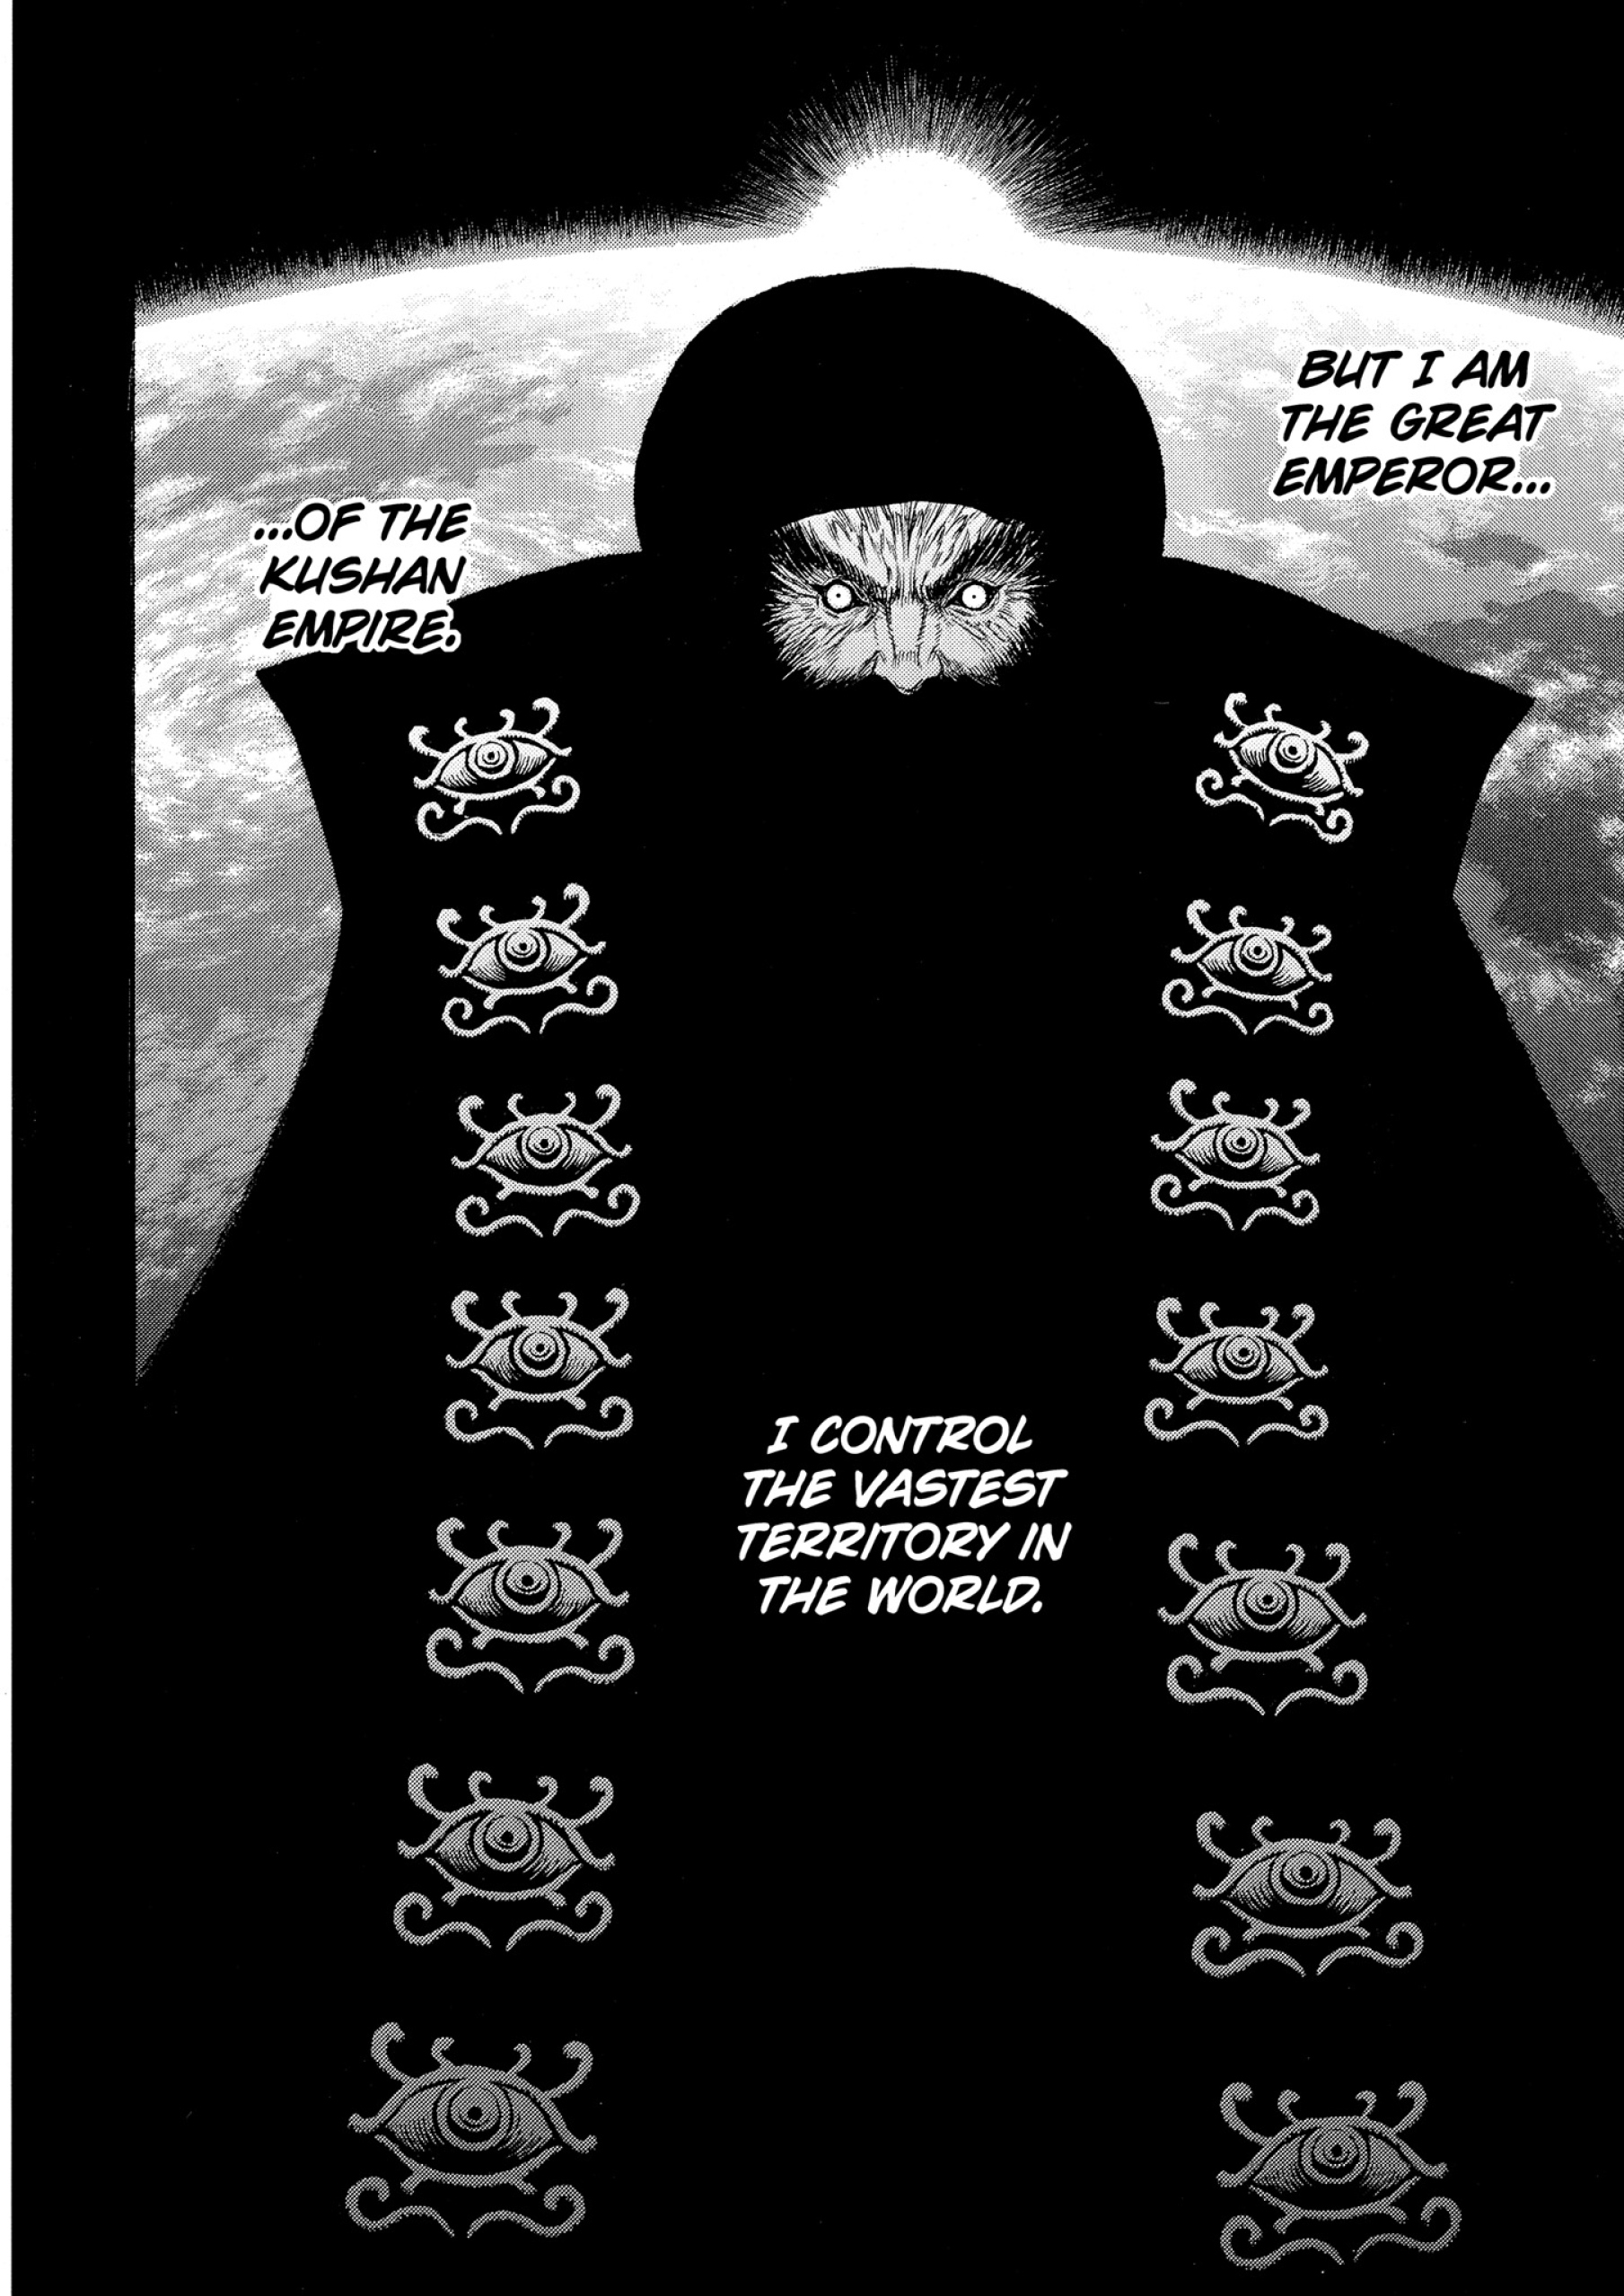 BUT I AM
THE GREAT
EMPEROR...
...OF THE
KUSHAN
EMPIRE.
I CONTROL
THE VASTEST
TERRITORY IN
THE WORLD.